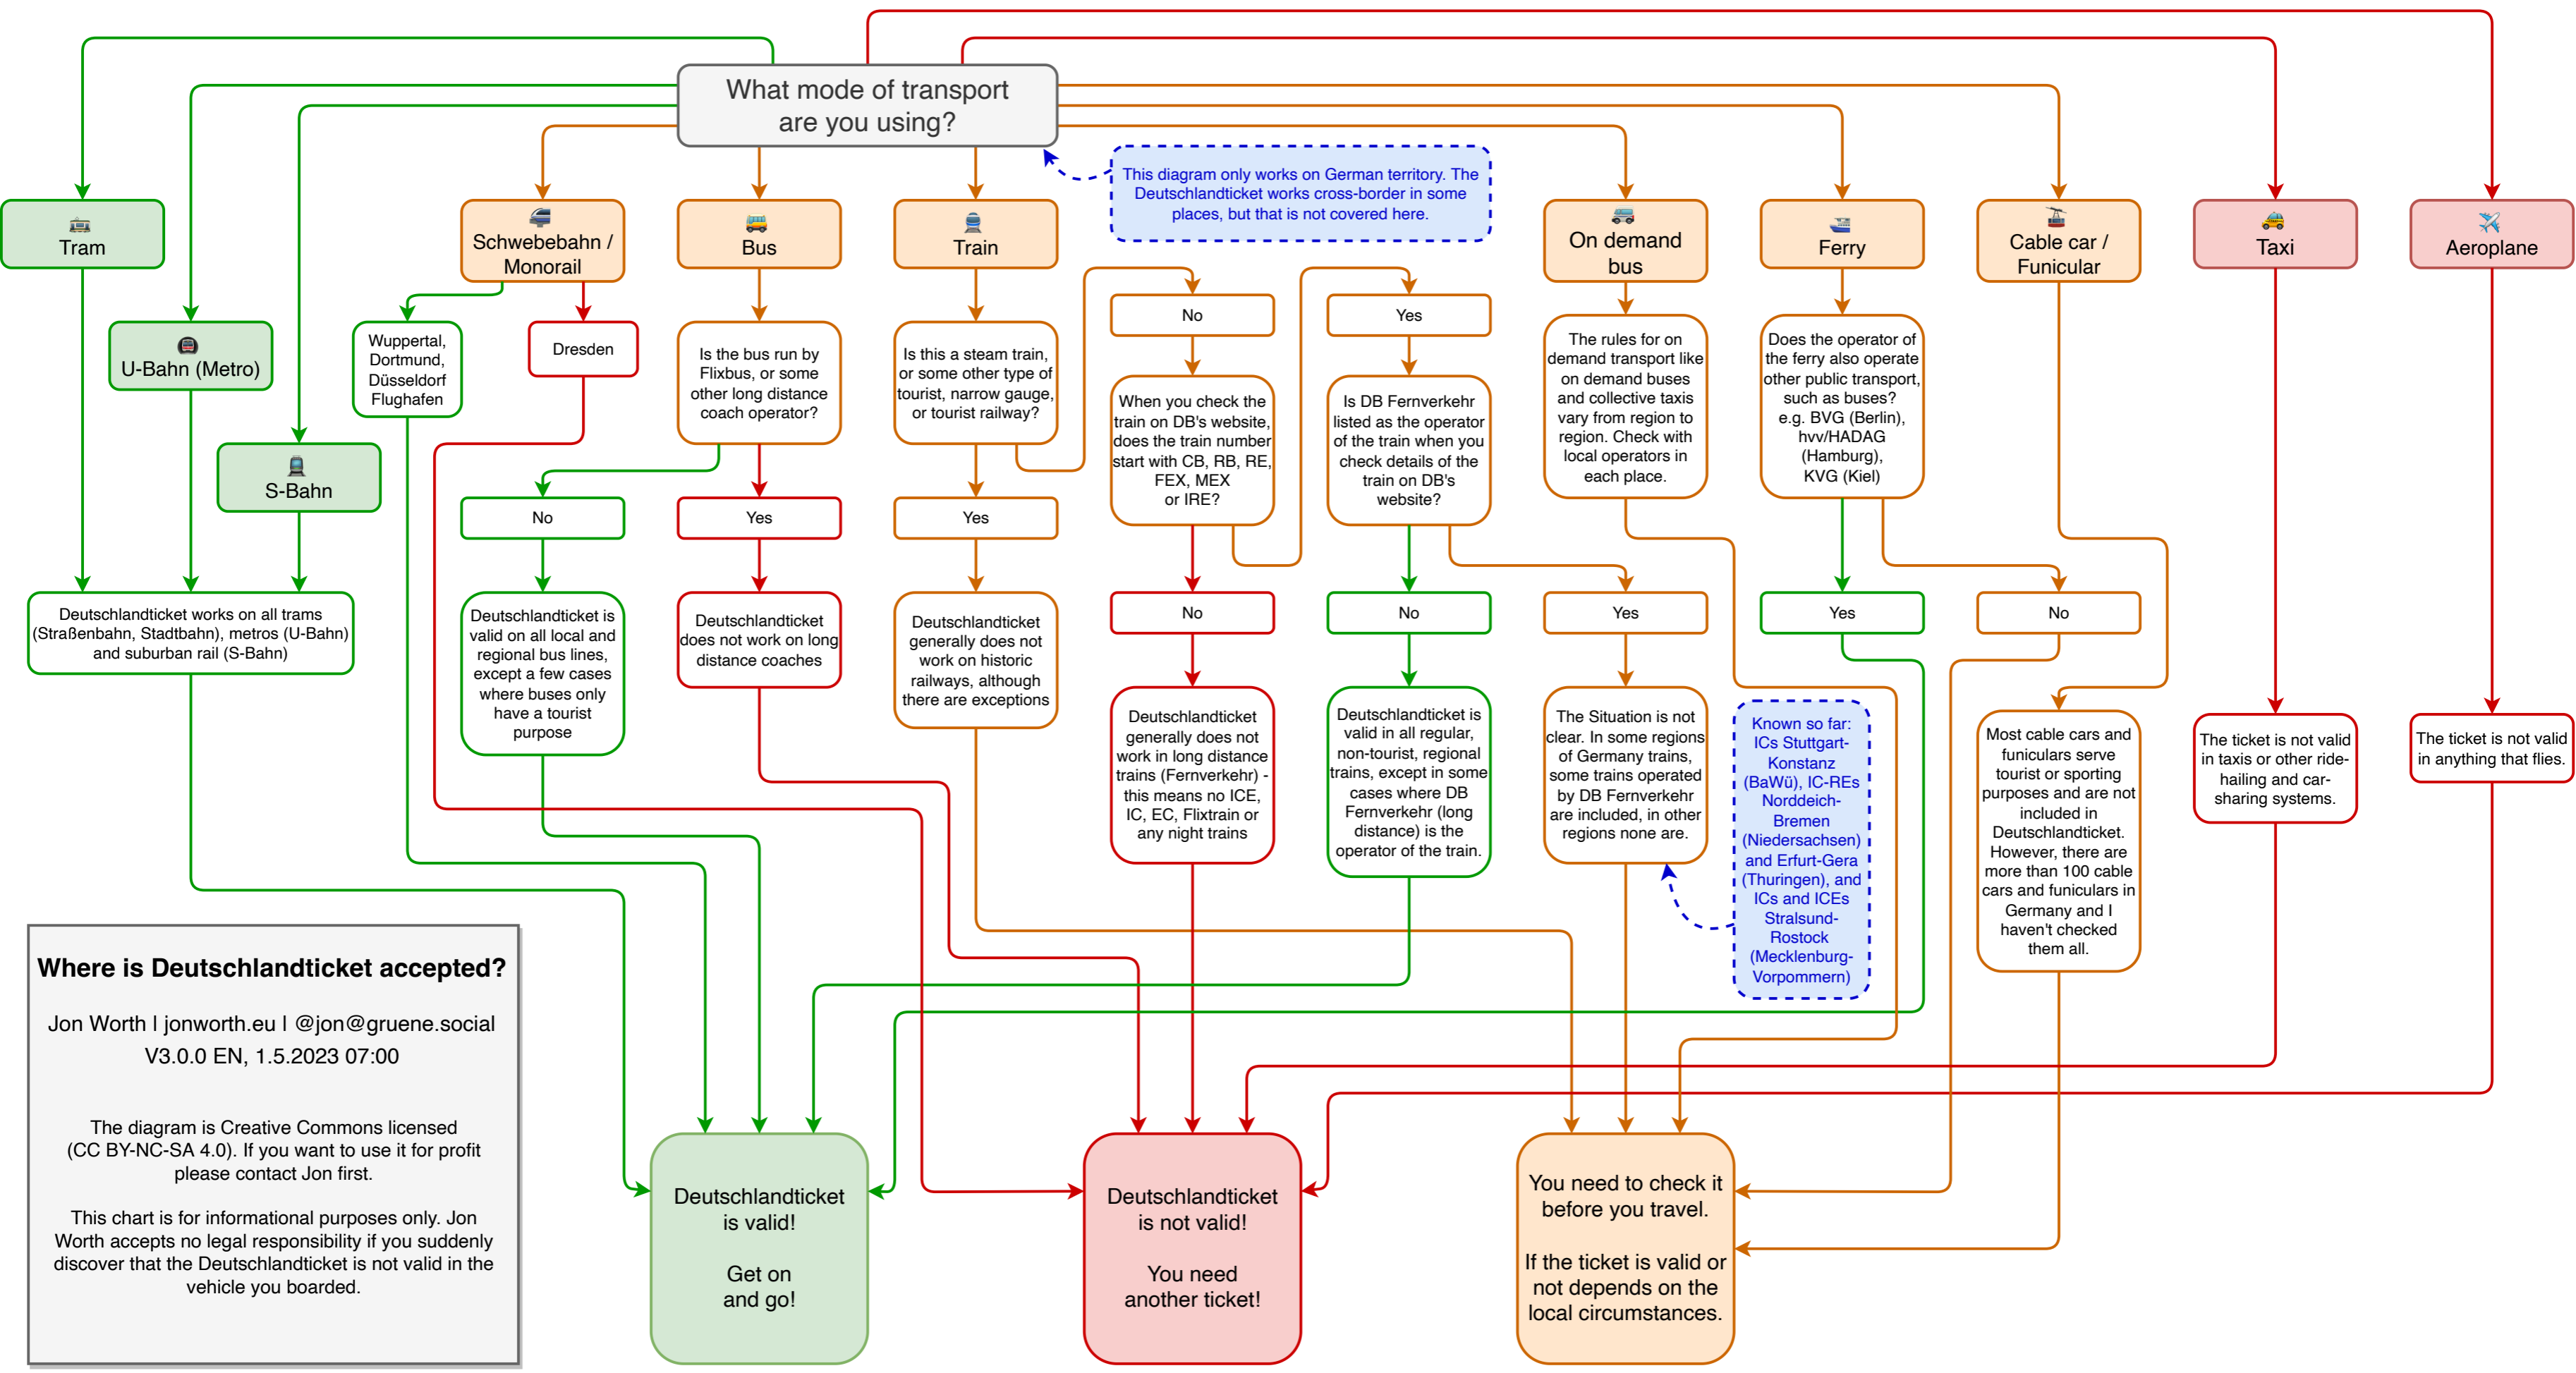 What mode of transport
are you using?
This diagram only works on German territory. The
Deutschlandticket works cross-border in some
places, but that is not covered here.
Tram
U-Bahn (Metro)
S-Bahn
Schwebebahn /
Monorail
Bus
Train
On demand
bus
Ferry
Cable car /
Funicular
Taxi
Aeroplane
Wuppertal,
Dortmund,
Düsseldorf
Flughafen
Dresden
Is the bus run by
Flixbus, or some
other long distance
coach operator?
Is this a steam train,
or some other type of
tourist, narrow gauge,
or tourist railway?
No
When you check the
train on DB's website,
does the train number
start with CB, RB, RE,
FEX, MEX
or IRE?
Yes
Is DB Fernverkehr
listed as the operator
of the train when you
check details of the
train on DB's
website?
The rules for on
demand transport like
on demand buses
and collective taxis
vary from region to
region. Check with
local operators in
each place.
Does the operator of
the ferry also operate
other public transport,
such as buses?
e.g. BVG (Berlin),
hvv/HADAG
(Hamburg),
KVG (Kiel)
No
Yes
Yes
No
No
Yes
Yes
No
Deutschlandticket works on all trams
(Straßenbahn, Stadtbahn), metros (U-Bahn)
and suburban rail (S-Bahn)
Deutschlandticket is
valid on all local and
regional bus lines,
except a few cases
where buses only
have a tourist
purpose
Deutschlandticket
does not work on long
distance coaches
Deutschlandticket
generally does not
work on historic
railways, although
there are exceptions
Deutschlandticket
generally does not
work in long distance
trains (Fernverkehr) -
this means no ICE,
IC, EC, Flixtrain or
any night trains
Deutschlandticket is
valid in all regular,
non-tourist, regional
trains, except in some
cases where DB
Fernverkehr (long
distance) is the
operator of the train.
The Situation is not
clear. In some regions
of Germany trains,
some trains operated
by DB Fernverkehr
are included, in other
regions none are.
Known so far:
ICs Stuttgart-
Konstanz
(BaWü), IC-REs
Norddeich-
Bremen
(Niedersachsen)
and Erfurt-Gera
(Thuringen), and
ICs and ICEs
Stralsund-
Rostock
(Mecklenburg-
Vorpommern)
Most cable cars and
funiculars serve
tourist or sporting
purposes and are not
included in
Deutschlandticket.
However, there are
more than 100 cable
cars and funiculars in
Germany and I
haven't checked
them all.
The ticket is not valid
in taxis or other ride-
hailing and car-
sharing systems.
The ticket is not valid
in anything that flies.
Where is Deutschlandticket accepted?
Jon Worth | jonworth.eu | @jon@gruene.social
V3.0.0 EN, 1.5.2023 07:00
The diagram is Creative Commons licensed
(CC BY-NC-SA 4.0). If you want to use it for profit
please contact Jon first.
This chart is for informational purposes only. Jon
Worth accepts no legal responsibility if you suddenly
discover that the Deutschlandticket is not valid in the
vehicle you boarded.
Deutschlandticket
is valid!
Get on
and go!
Deutschlandticket
is not valid!
You need
another ticket!
You need to check it
before you travel.
If the ticket is valid or
not depends on the
local circumstances.